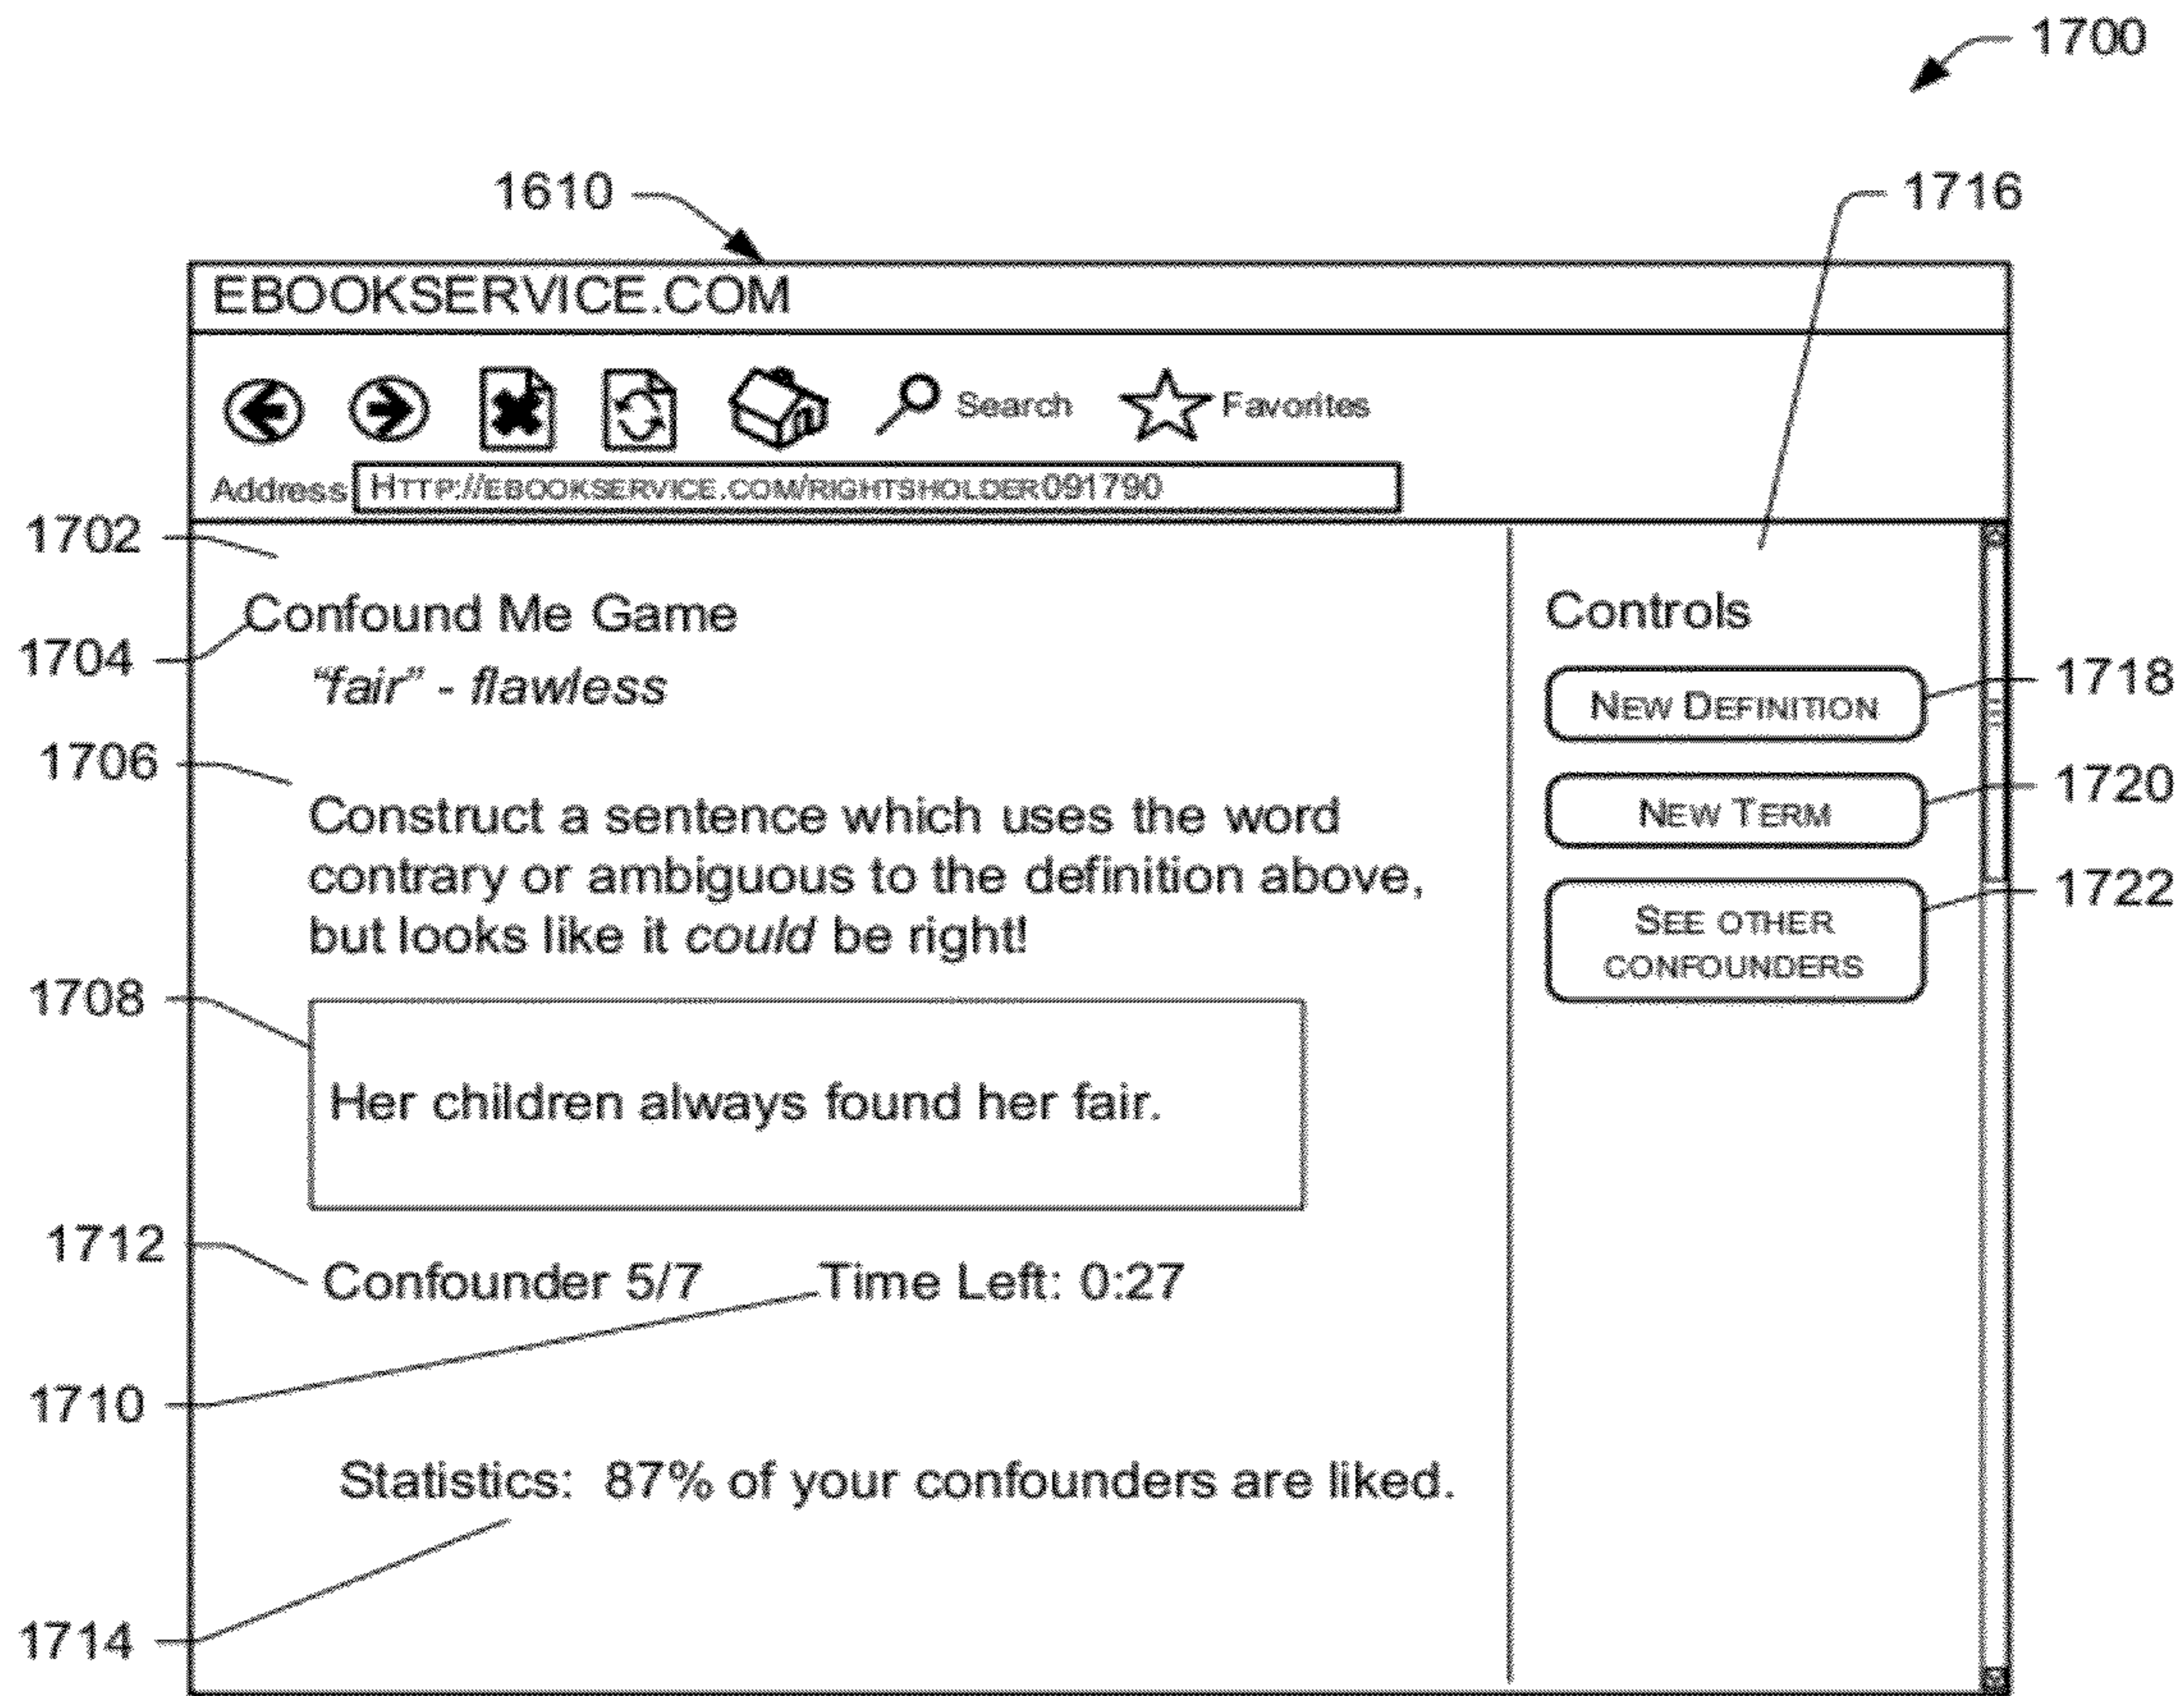 1700
1610
1716
EBOOKSERVICE.COM
Search
Favorites
Address
HTTP://EBOOKSERVICE.COM/RIGHTSHOLDER091790
1702
Confound Me Game
Controls
1704
"fair" - flawless
1718
NEW DEFINITION
1706
1720
NEW TERM
Construct a sentence which uses the word
contrary or ambiguous to the definition above,
but looks like it could be right!
1722
SEE OTHER
CONFOUNDERS
1708
Her children always found her fair.
1712
Confounder 5/7
Time Left: 0:27
1710
Statistics: 87% of your confounders are liked.
1714